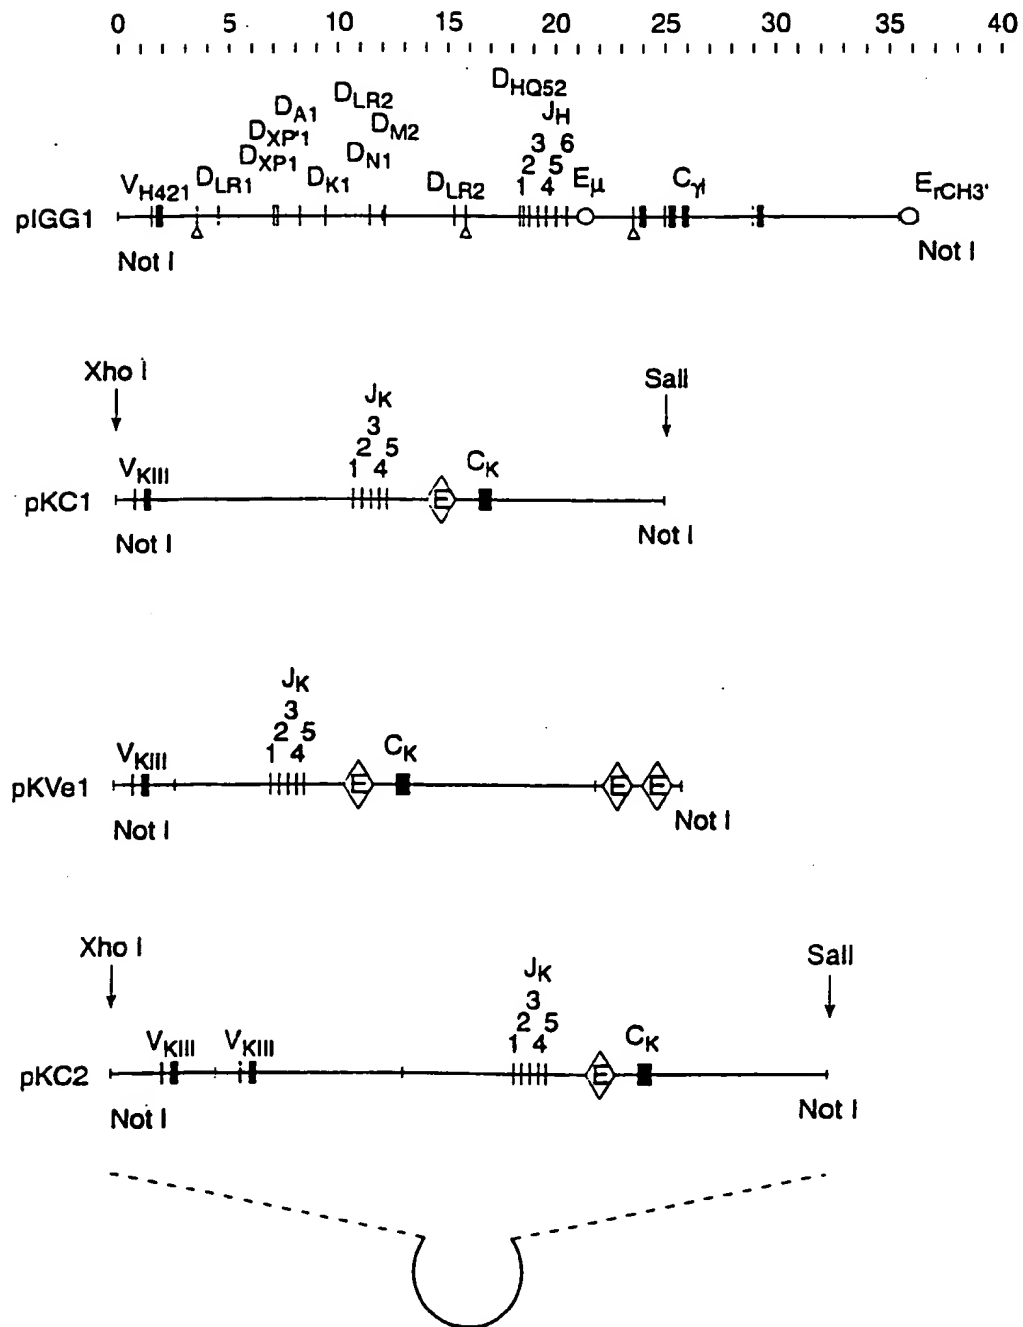 0 5 10 15 20 25 30 35 40
DHQ52
DLR2 JH
DA1 DM2 3 6
DXP'1 DN1 2 5
DXP1
VH421 DLR1 DK1 DLR2 1 4 Eμ CγI ErCH3'
pIGG1
Not I Not I
Xho I SalI
JK
3
2 5
VKIII 1 4 E CK
pKC1
Not I Not I
JK
3
2 5
VKIII 1 4 E CK E E
pKVe1
Not I Not I
Xho I SalI
JK
3
2 5
VKIII VKIII 1 4 E CK
pKC2
Not I Not I